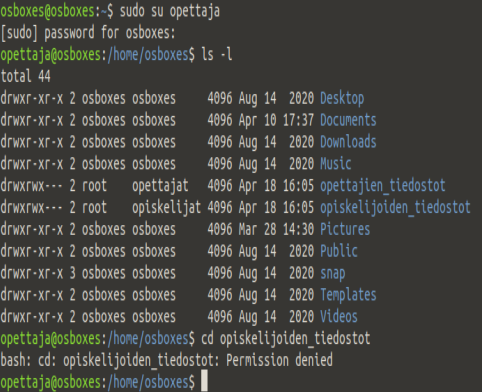 osboxes@osboxes:~$ sudo su opettaja
[sudo] password for osboxes:
opettaja@osboxes:/home/osboxes$ ls -l
total 44
drwxr-xr-x 2 osboxes osboxes    4096 Aug 14  2020 Desktop
drwxr-xr-x 2 osboxes osboxes    4096 Apr 10 17:37 Documents
drwxr-xr-x 2 osboxes osboxes    4096 Aug 14  2020 Downloads
drwxr-xr-x 2 osboxes osboxes    4096 Aug 14  2020 Music
drwxrwx--- 2 root    opettajat   4096 Apr 18 16:05 opettajien_tiedostot
drwxrwx--- 2 root    opiskelijat 4096 Apr 18 16:05 opiskelijoiden_tiedostot
drwxr-xr-x 2 osboxes osboxes    4096 Mar 28 14:30 Pictures
drwxr-xr-x 2 osboxes osboxes    4096 Aug 14  2020 Public
drwxr-xr-x 3 osboxes osboxes    4096 Aug 14  2020 snap
drwxr-xr-x 2 osboxes osboxes    4096 Aug 14  2020 Templates
drwxr-xr-x 2 osboxes osboxes    4096 Aug 14  2020 Videos
opettaja@osboxes:/home/osboxes$ cd opiskelijoiden_tiedostot
bash: cd: opiskelijoiden_tiedostot: Permission denied
opettaja@osboxes:/home/osboxes$